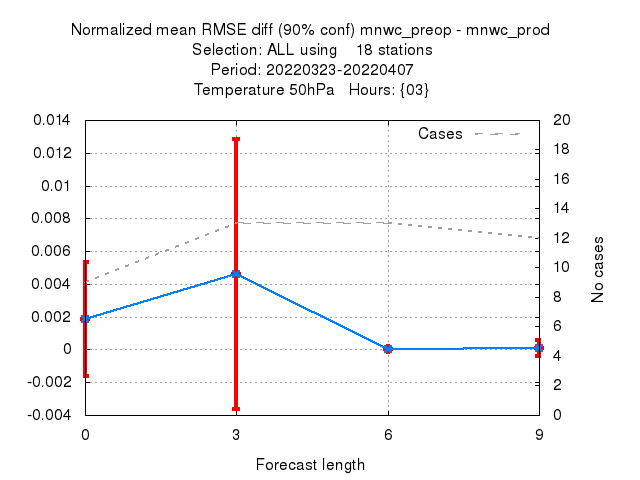 Normalized mean RMSE diff (90% conf) mnwc_preop - mnwc_prod
Selection: ALL using    18 stations
Period: 20220323-20220407
Temperature 50hPa   Hours: {03}
Cases
0.014
0.012
0.01
0.008
0.006
0.004
0.002
0
-0.002
-0.004
20
18
16
14
12
10
8
6
4
2
0
No cases
0 3 6 9
Forecast length